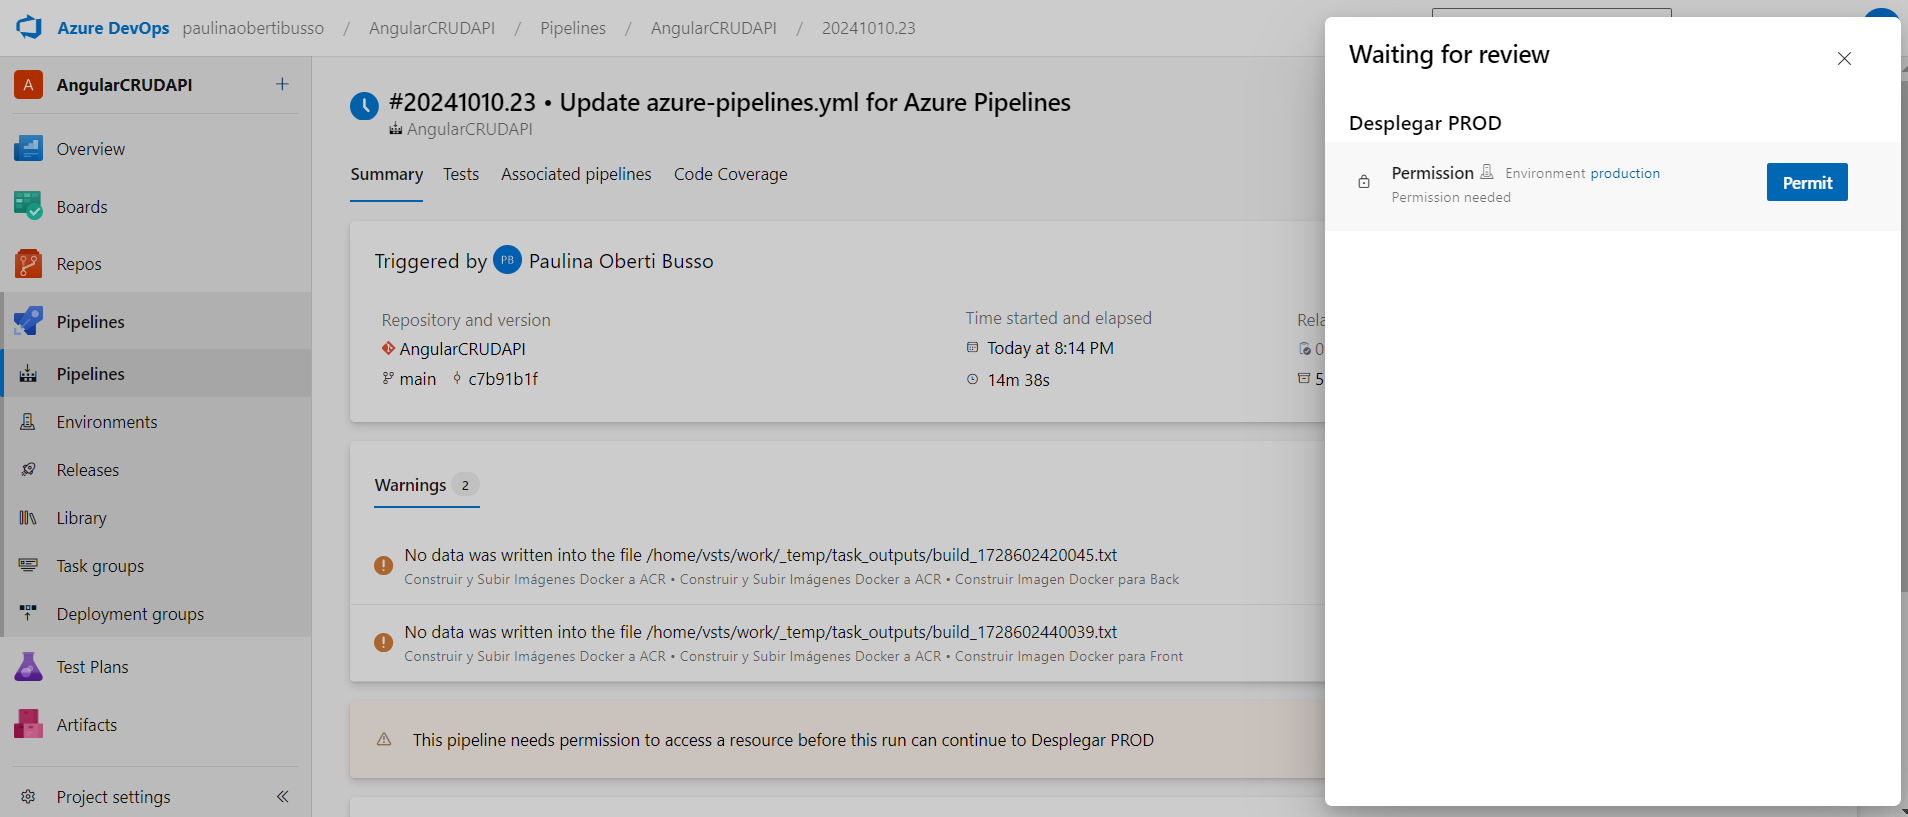 Azure DevOps paulinaobertibusso / AngularCRUDAPI / Pipelines / AngularCRUDAPI / 20241010.23
A AngularCRUDAPI +
Overview
Boards
Repos
Pipelines
Pipelines
Environments
Releases
Library
Task groups
Deployment groups
Test Plans
Artifacts
Project settings
#20241010.23 • Update azure-pipelines.yml for Azure Pipelines
AngularCRUDAPI
Summary Tests Associated pipelines Code Coverage
Triggered by PB Paulina Oberti Busso
Repository and version
AngularCRUDAPI
main c7b91b1f
Time started and elapsed
Today at 8:14 PM
14m 38s
Rela
0
5
Warnings 2
No data was written into the file /home/vsts/work/_temp/task_outputs/build_1728602420045.txt
Construir y Subir Imágenes Docker a ACR • Construir y Subir Imágenes Docker a ACR • Construir Imagen Docker para Back
No data was written into the file /home/vsts/work/_temp/task_outputs/build_1728602440039.txt
Construir y Subir Imágenes Docker a ACR • Construir y Subir Imágenes Docker a ACR • Construir Imagen Docker para Front
This pipeline needs permission to access a resource before this run can continue to Desplegar PROD
Waiting for review
Desplegar PROD
Permission Environment production
Permission needed
Permit